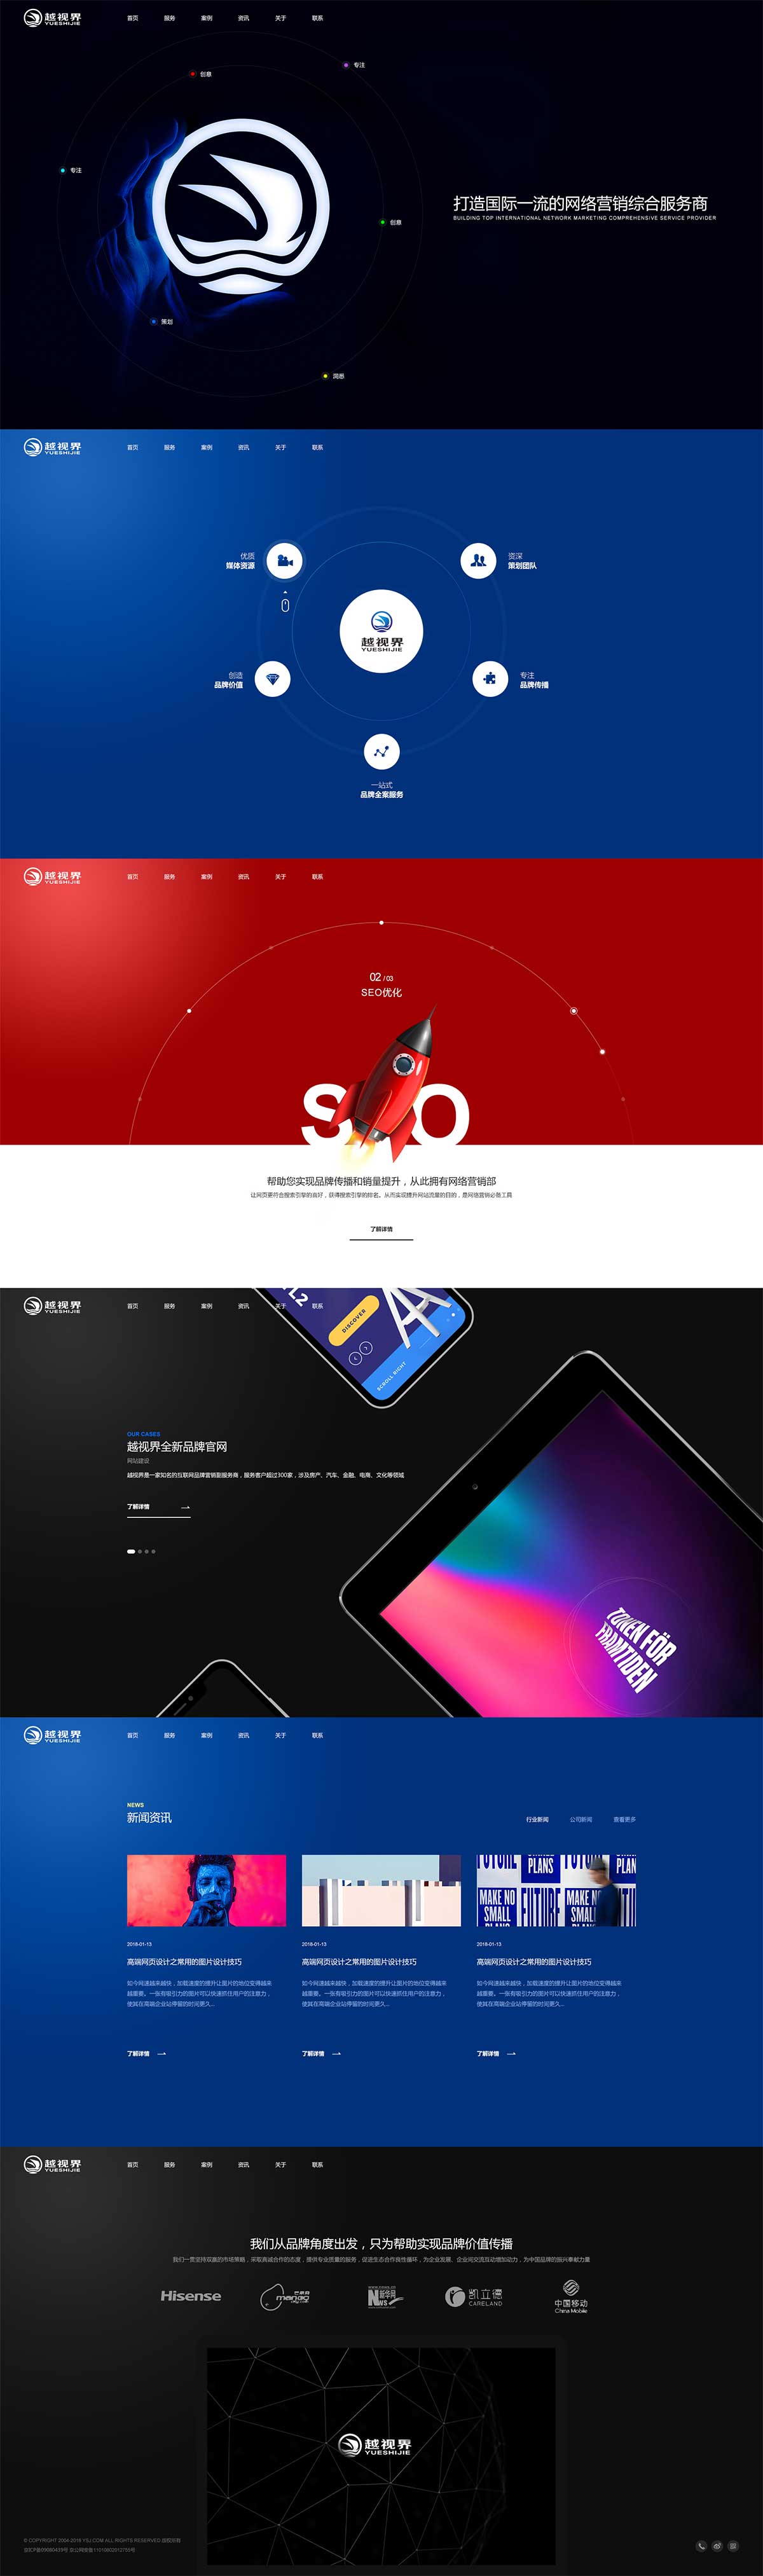 越视界
YUESHIJIE
首页 服务 案例 资讯 关于 联系
专注
创意
专注
创意
策划
洞悉
打造国际一流的网络营销综合服务商
BUILDING TOP INTERNATIONAL NETWORK MARKETING COMPREHENSIVE SERVICE PROVIDER
越视界
YUESHIJIE
首页 服务 案例 资讯 关于 联系
优质
媒体资源
资深
策划团队
越视界
YUESHIJIE
创造
品牌价值
专注
品牌传播
一站式
品牌全案服务
越视界
YUESHIJIE
首页 服务 案例 资讯 关于 联系
02 / 03
SEO优化
SEO
帮助您实现品牌传播和销量提升，从此拥有网络营销部
让网页更符合搜索引擎的喜好，获得搜索引擎的排名。从而实现提升网站流量的目的，是网络营销必备工具
了解详情
越视界
YUESHIJIE
首页 服务 案例 资讯 关于 联系
DISCOVER
SCROLL RIGHT
OUR CASES
越视界全新品牌官网
网站建设
越视界是一家知名的互联网品牌营销服务商，服务客户超过300家，涉及房产、汽车、金融、电商、文化等领域
了解详情
TONEN FÖR
FRAMTIDEN
越视界
YUESHIJIE
首页 服务 案例 资讯 关于 联系
NEWS
新闻资讯
行业新闻 公司新闻 查看更多
PLANS
MAKE NO
SMALL
PLANS
FUTURE
MAKE NO
SMALL
2018-01-13
高端网页设计之常用的图片设计技巧
如今网速越来越快，加载速度的提升让图片的地位变得越来
越重要。一张有吸引力的图片可以快速抓住用户的注意力，
使其在高端企业站停留的时间更久...
了解详情
2018-01-13
高端网页设计之常用的图片设计技巧
如今网速越来越快，加载速度的提升让图片的地位变得越来
越重要。一张有吸引力的图片可以快速抓住用户的注意力，
使其在高端企业站停留的时间更久...
了解详情
2018-01-13
高端网页设计之常用的图片设计技巧
如今网速越来越快，加载速度的提升让图片的地位变得越来
越重要。一张有吸引力的图片可以快速抓住用户的注意力，
使其在高端企业站停留的时间更久...
了解详情
越视界
YUESHIJIE
首页 服务 案例 资讯 关于 联系
我们从品牌角度出发，只为帮助实现品牌价值传播
我们一贯坚持双赢的市场策略，采取真诚合作的态度，提供专业质量的服务，促进生态合作良性循环，为企业发展、企业间交流互动增加动力，为中国品牌的振兴奉献力量
Hisense
新华网
NEWS
凯立德
CARELAND
中国移动
China Mobile
越视界
YUESHIJIE
© COPYRIGHT 2004-2018 YSJ.COM ALL RIGHTS RESERVED 版权所有